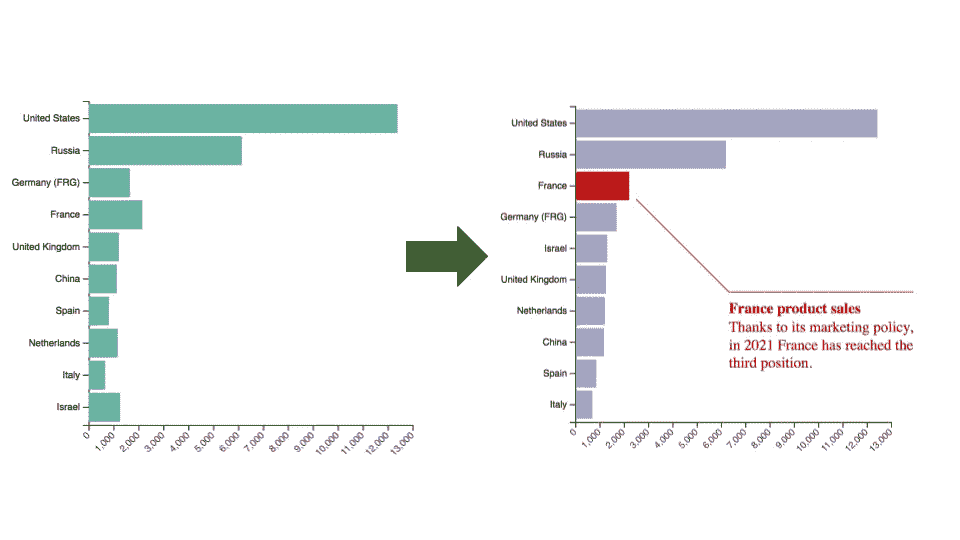 United States
Russia
Germany (FRG)
France
United Kingdom
China
Spain
Netherlands
Italy
Israel
0 1,000 2,000 3,000 4,000 5,000 6,000 7,000 8,000 9,000 10,000 11,000 12,000 13,000
United States
Russia
France
Germany (FRG)
Israel
United Kingdom
Netherlands
China
Spain
Italy
0 1,000 2,000 3,000 4,000 5,000 6,000 7,000 8,000 9,000 10,000 11,000 12,000 13,000
France product sales
Thanks to its marketing policy,
in 2021 France has reached the
third position.